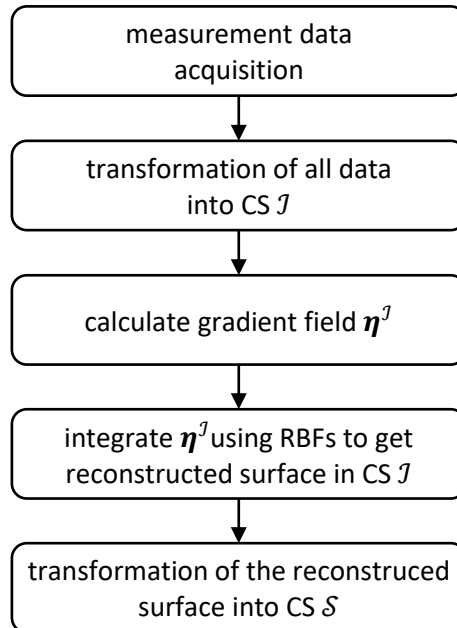 measurement data
acquisition
transformation of all data
into CS 𝒥
calculate gradient field 𝜼^𝒥
integrate 𝜼^𝒥 using RBFs to get
reconstructed surface in CS 𝒥
transformation of the reconstruced
surface into CS 𝒮